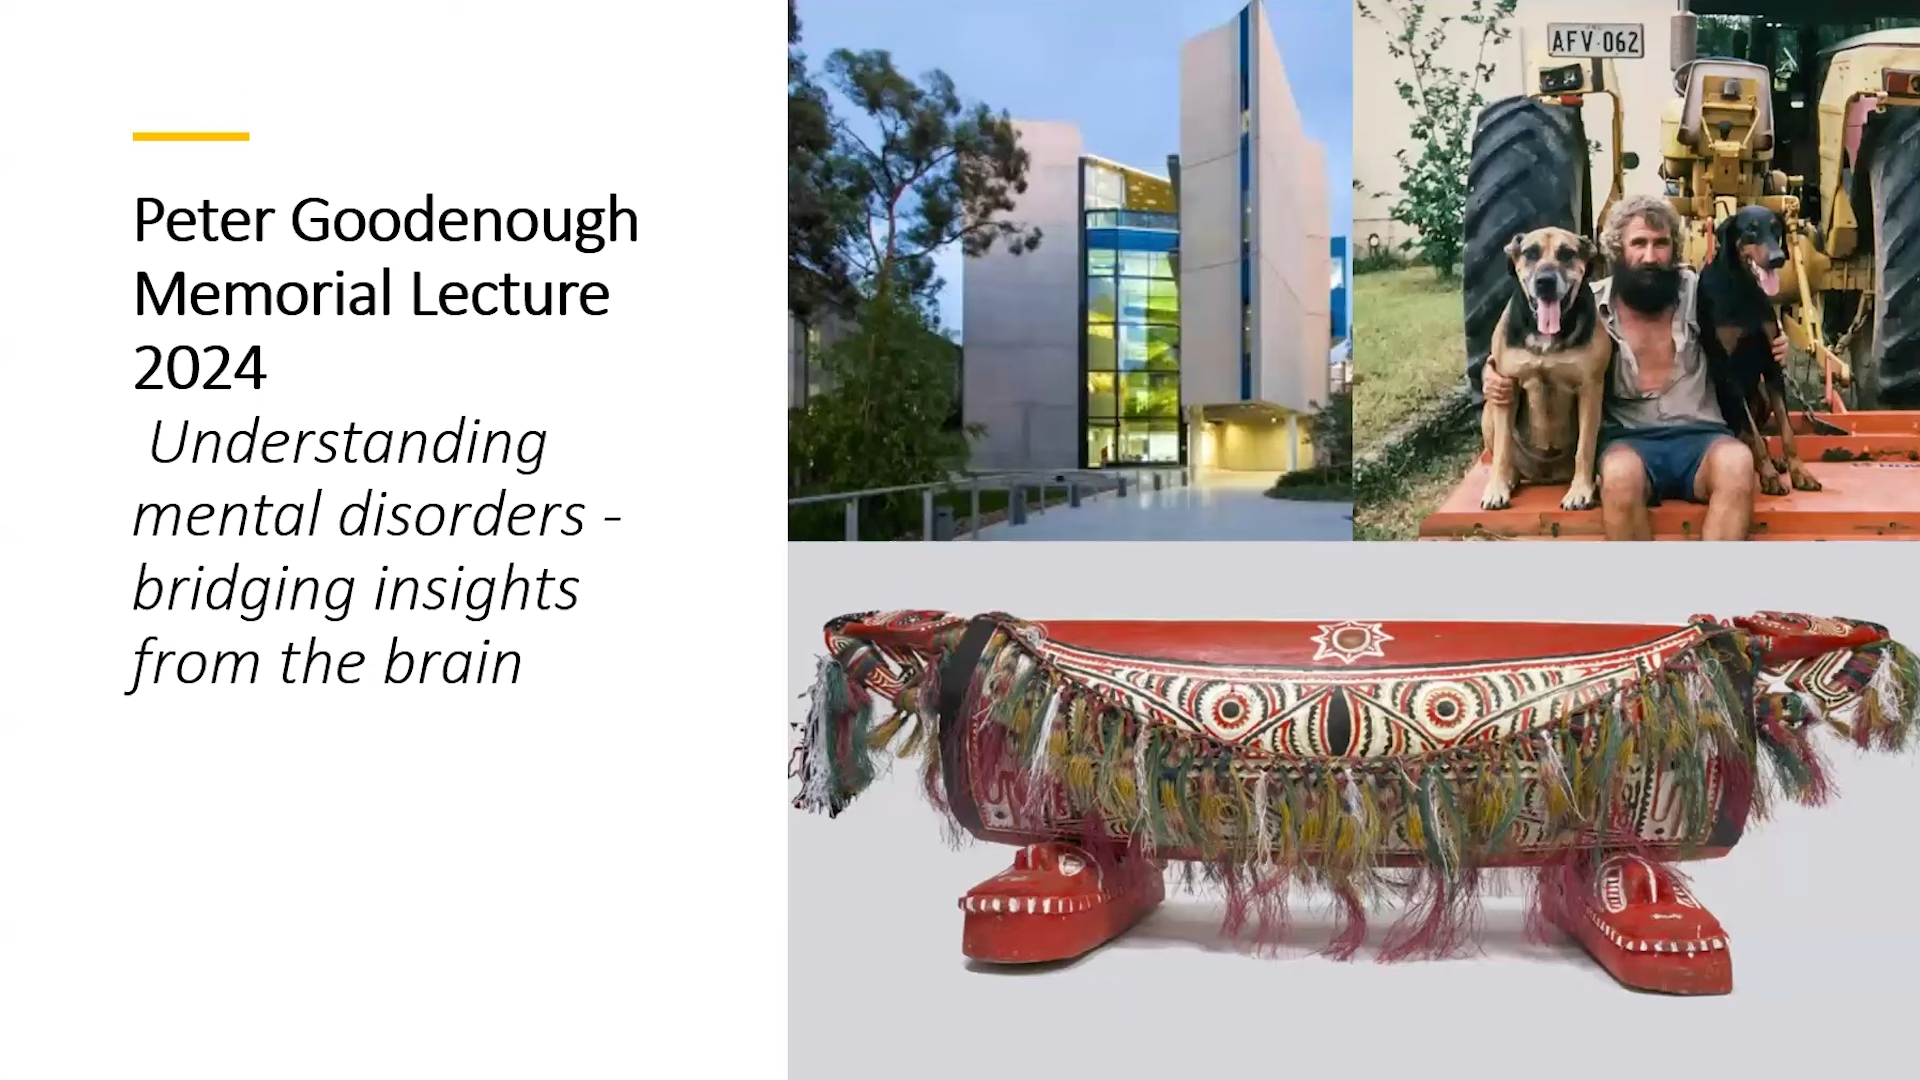 Peter Goodenough
Memorial Lecture
2024
Understanding
mental disorders -
bridging insights
from the brain
AFV·062